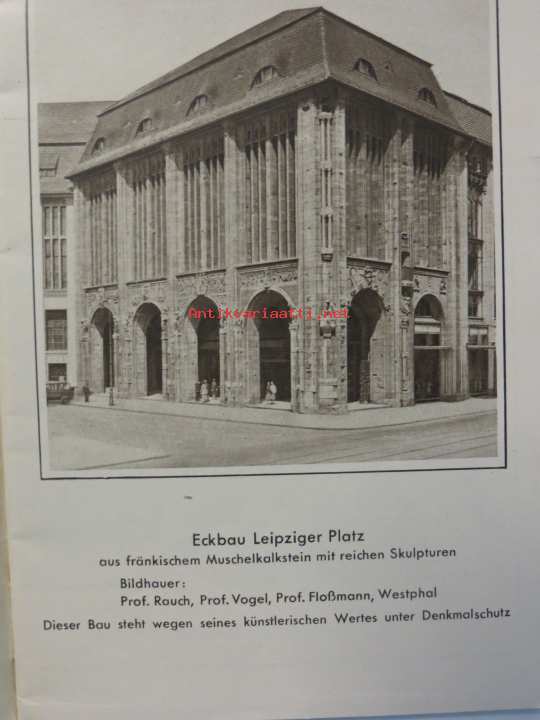 Antikvariaatti.net
Eckbau Leipziger Platz
aus fränkischem Muschelkalkstein mit reichen Skulpturen
Bildhauer:
Prof. Rauch, Prof. Vogel, Prof. Floßmann, Westphal
Dieser Bau steht wegen seines künstlerischen Wertes unter Denkmalschutz